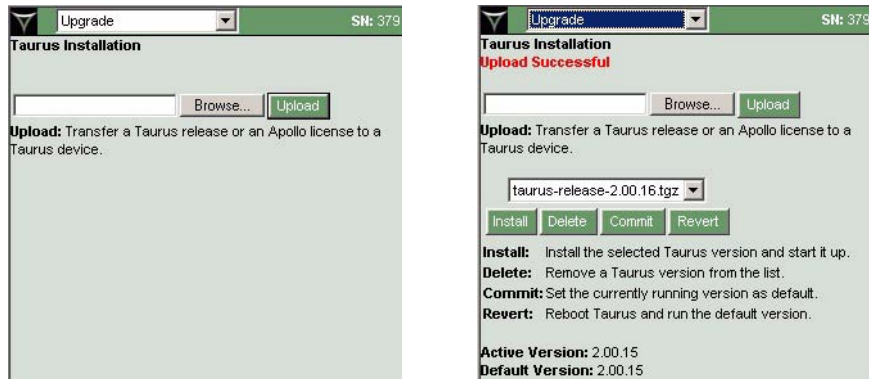 Upgrade
SN: 379
Taurus Installation
Browse...
Upload
Upload: Transfer a Taurus release or an Apollo license to a
Taurus device.
Upgrade
SN: 379
Taurus Installation
Upload Successful
Browse...
Upload
Upload: Transfer a Taurus release or an Apollo license to a
Taurus device.
taurus-release-2.00.16.tgz
Install
Delete
Commit
Revert
Install: Install the selected Taurus version and start it up.
Delete: Remove a Taurus version from the list.
Commit: Set the currently running version as default.
Revert: Reboot Taurus and run the default version.
Active Version: 2.00.15
Default Version: 2.00.15